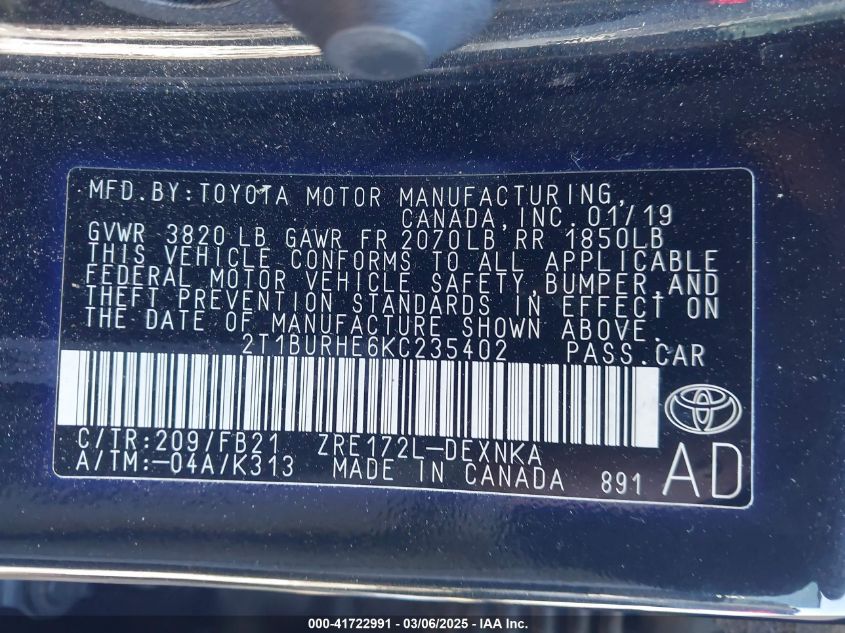 MFD.BY:TOYOTA MOTOR MANUFACTURING,
CANADA,INC. 01/19
GVWR 3820 LB GAWR FR 2070LB RR 1850LB
THIS VEHICLE CONFORMS TO ALL APPLICABLE
FEDERAL MOTOR VEHICLE SAFETY,BUMPER,AND
THEFT PREVENTION STANDARDS IN EFFECT ON
THE DATE OF MANUFACTURE SHOWN ABOVE.
2T1BURHE6KC235402 PASS.CAR
C/TR:209/FB21 ZRE172L-DEXNKA
A/TM:-04A/K313 MADE IN CANADA 891 AD
000-41722991 - 03/06/2025 - IAA Inc.